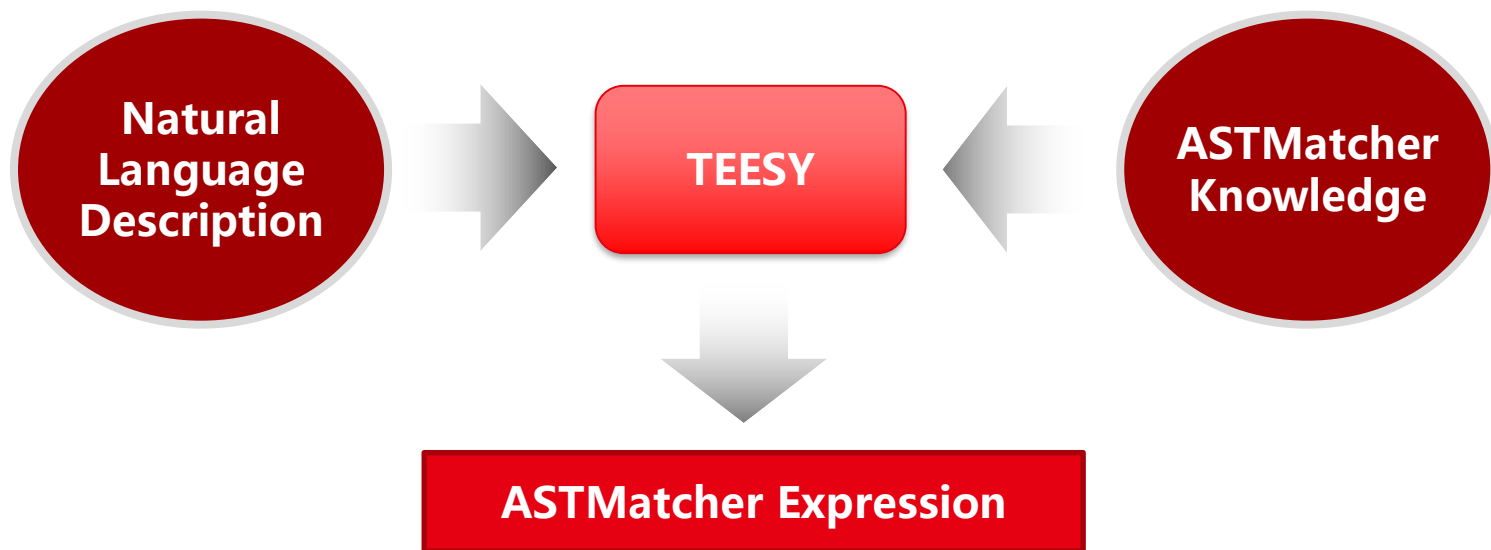 Natural
Language
Description
TEESY
ASTMatcher
Knowledge
ASTMatcher Expression